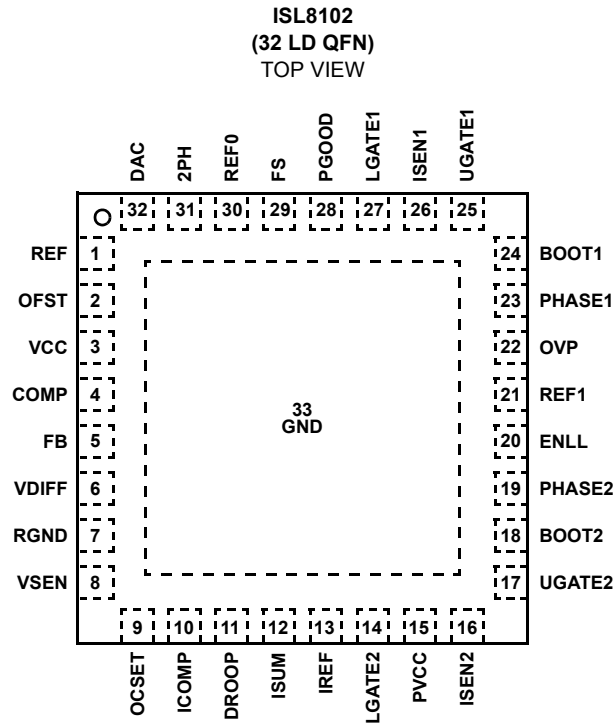 ISL8102
(32 LD QFN)
TOP VIEW
DAC
2PH
REF0
FS
PGOOD
LGATE1
ISEN1
UGATE1
32
31
30
29
28
27
26
25
REF 1
OFST 2
VCC 3
COMP 4
FB 5
VDIFF 6
RGND 7
VSEN 8
33
GND
24 BOOT1
23 PHASE1
22 OVP
21 REF1
20 ENLL
19 PHASE2
18 BOOT2
17 UGATE2
9
10
11
12
13
14
15
16
OCSET
ICOMP
DROOP
ISUM
IREF
LGATE2
PVCC
ISEN2